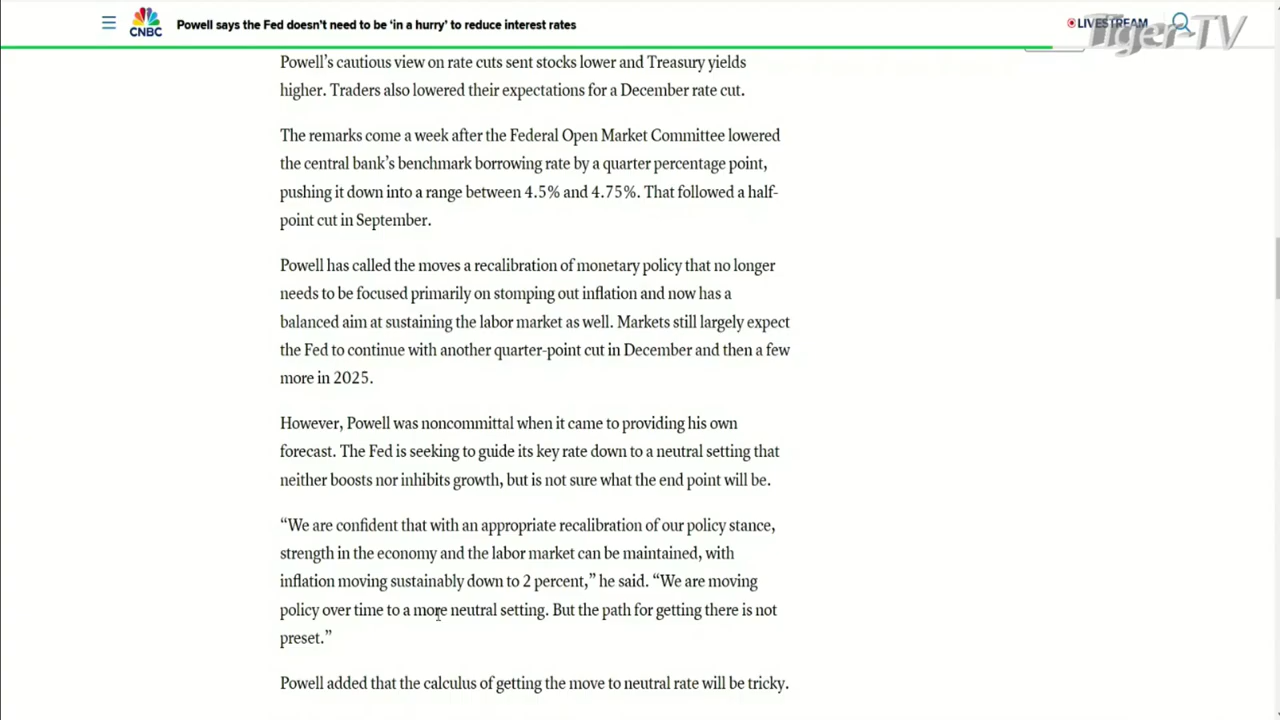 CNBC
Powell says the Fed doesn't need to be 'in a hurry' to reduce interest rates
LIVESTREAM
Tiger-TV
Powell's cautious view on rate cuts sent stocks lower and Treasury yields
higher. Traders also lowered their expectations for a December rate cut.
The remarks come a week after the Federal Open Market Committee lowered
the central bank's benchmark borrowing rate by a quarter percentage point,
pushing it down into a range between 4.5% and 4.75%. That followed a half-
point cut in September.
Powell has called the moves a recalibration of monetary policy that no longer
needs to be focused primarily on stomping out inflation and now has a
balanced aim at sustaining the labor market as well. Markets still largely expect
the Fed to continue with another quarter-point cut in December and then a few
more in 2025.
However, Powell was noncommittal when it came to providing his own
forecast. The Fed is seeking to guide its key rate down to a neutral setting that
neither boosts nor inhibits growth, but is not sure what the end point will be.
“We are confident that with an appropriate recalibration of our policy stance,
strength in the economy and the labor market can be maintained, with
inflation moving sustainably down to 2 percent,” he said. “We are moving
policy over time to a more neutral setting. But the path for getting there is not
preset.”
Powell added that the calculus of getting the move to neutral rate will be tricky.